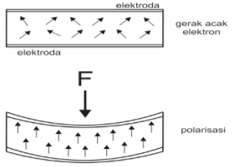 elektroda
gerak acak
elektron
elektroda
F
polarisasi